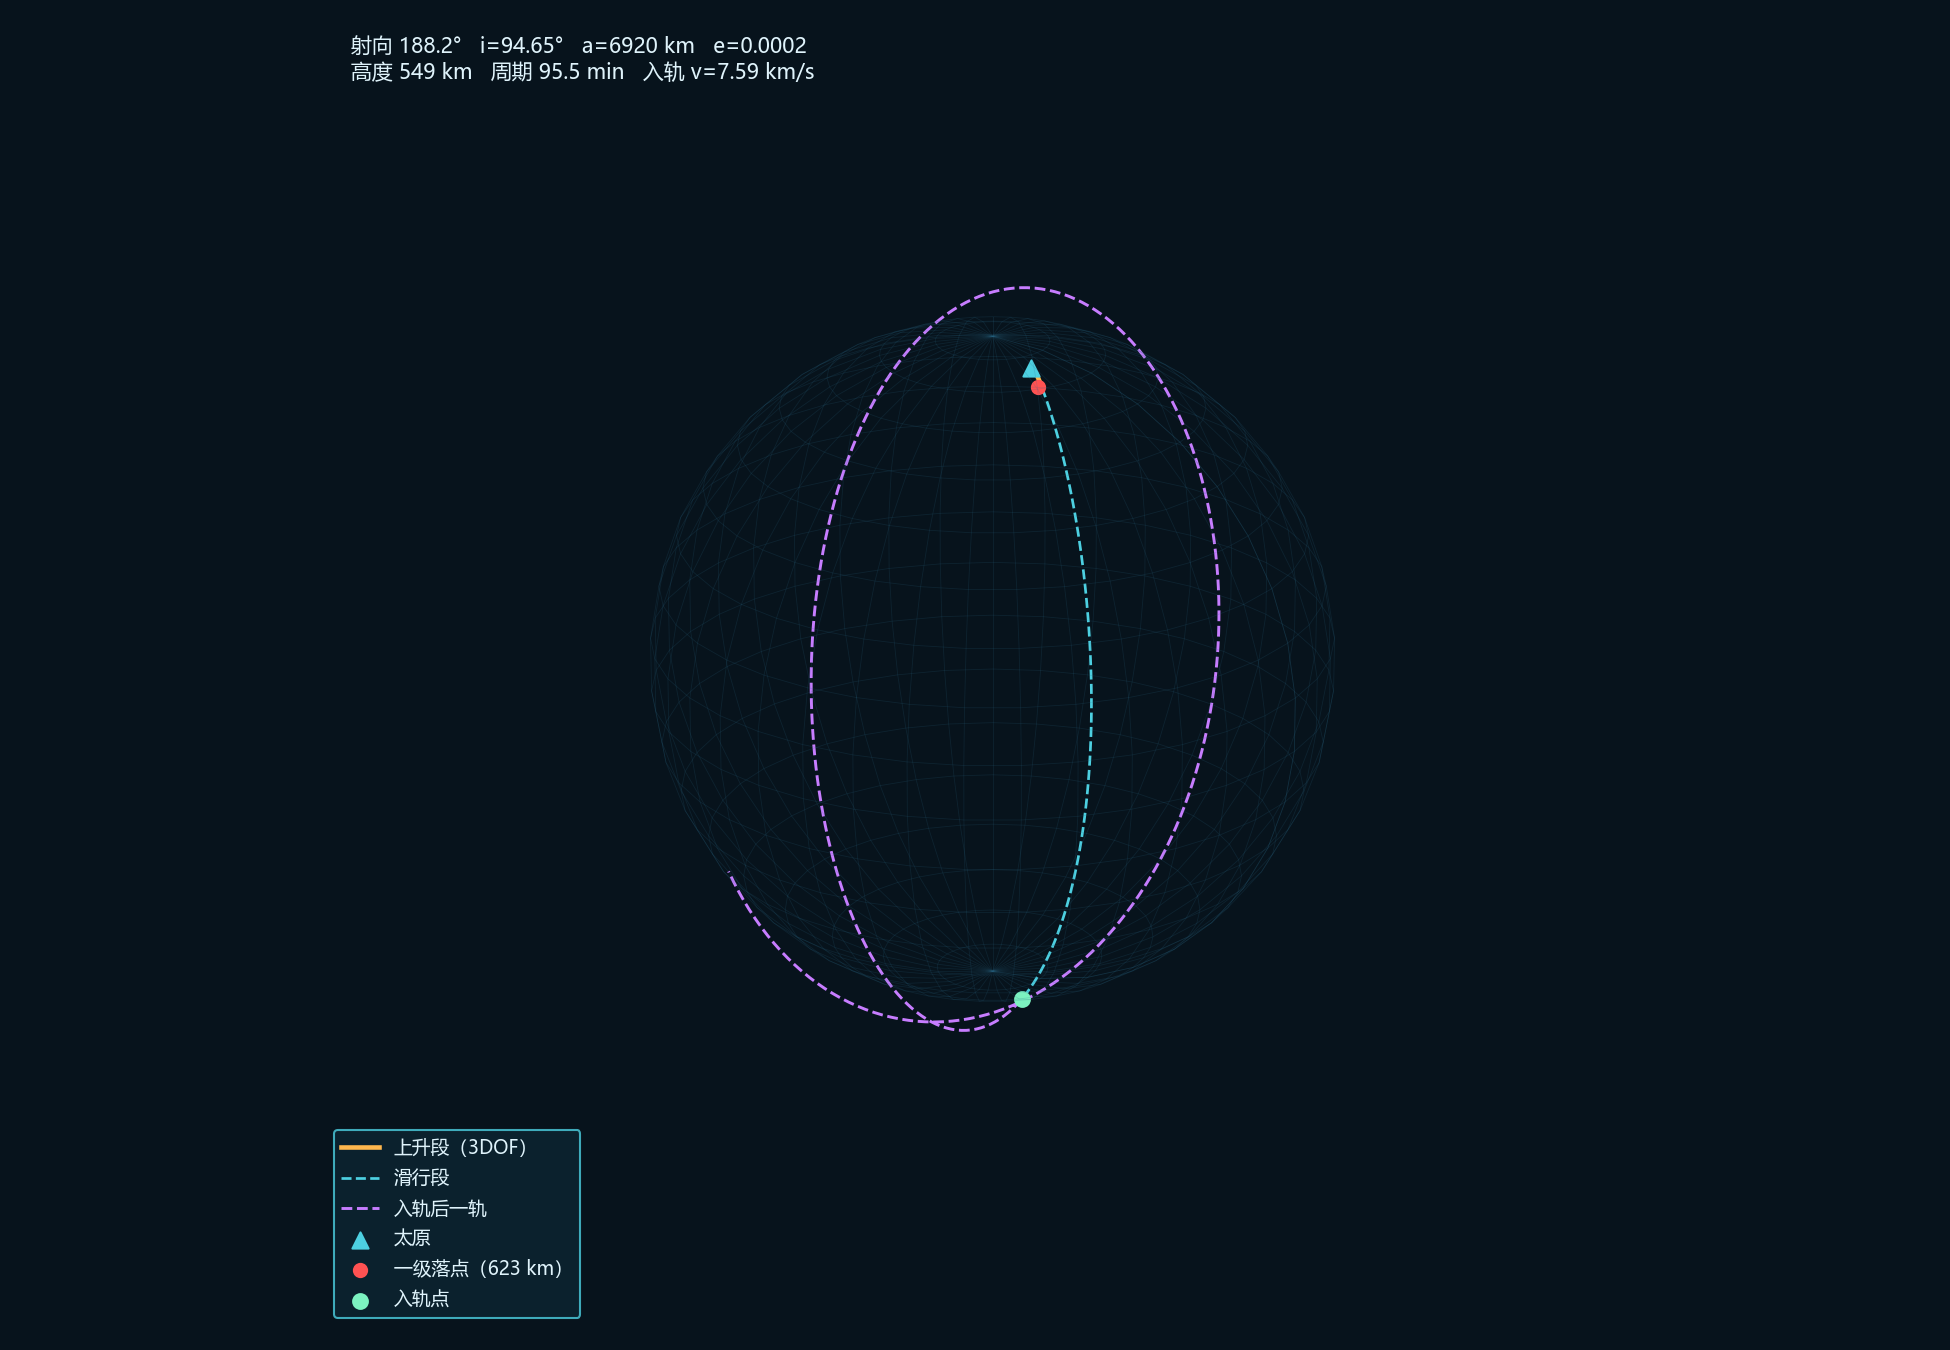 射向 188.2°   i=94.65°   a=6920 km   e=0.0002
高度 549 km   周期 95.5 min   入轨 v=7.59 km/s
上升段（3DOF）
滑行段
入轨后一轨
太原
一级落点（623 km）
入轨点